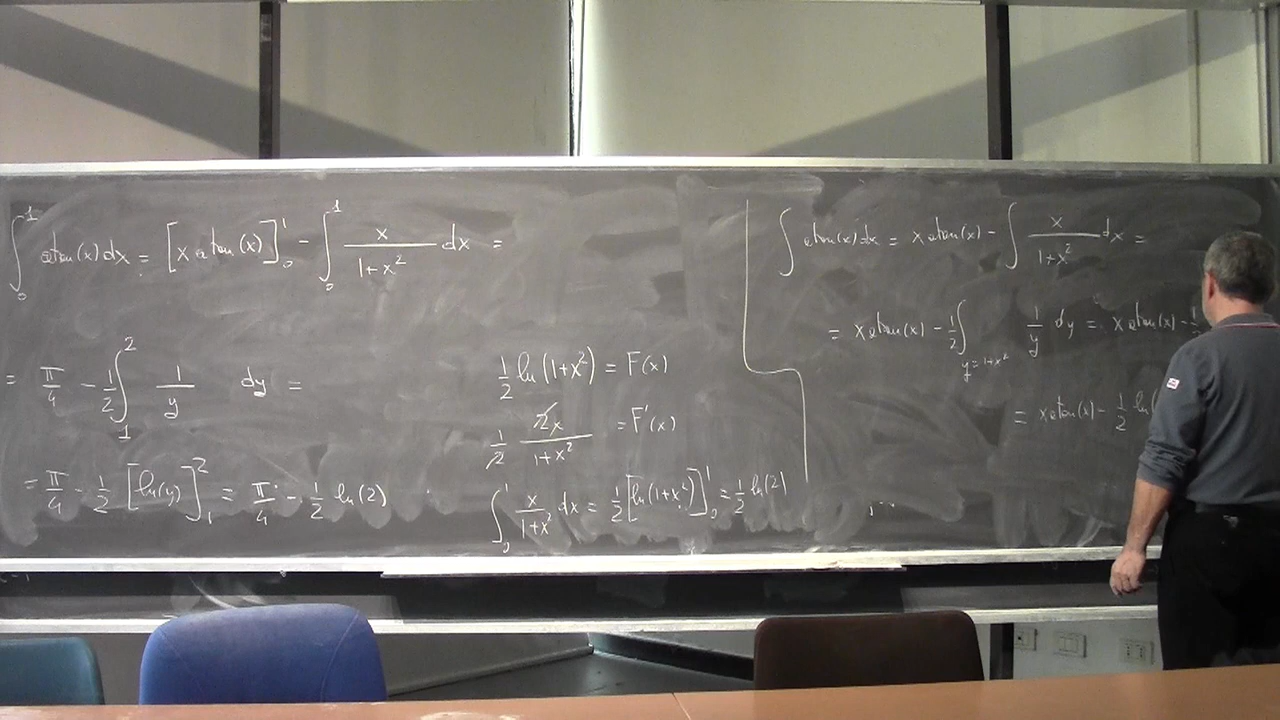 ∫₀¹ atan(x) dx = [x atan(x)]₀¹ - ∫₀¹ x/(1+x²) dx =
= π/4 - 1/2 ∫₁² 1/y dy =
= π/4 - 1/2 [ln(y)]₁² = π/4 - 1/2 ln(2)
1/2 ln(1+x²) = F(x)
1/2 2x/(1+x²) = F'(x)
∫₀¹ x/(1+x²) dx = 1/2 [ln(1+x²)]₀¹ = 1/2 ln(2)
∫ atan(x) dx = x atan(x) - ∫ x/(1+x²) dx =
= x atan(x) - 1/2 ∫_{y=1+x²} 1/y dy = x atan(x) - 1/2
= x atan(x) - 1/2 ln(